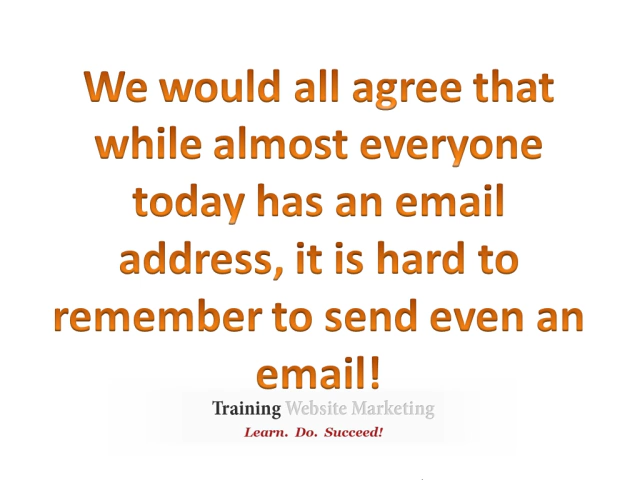 We would all agree that
while almost everyone
today has an email
address, it is hard to
remember to send even an
email!
Training Website Marketing
Learn. Do. Succeed!